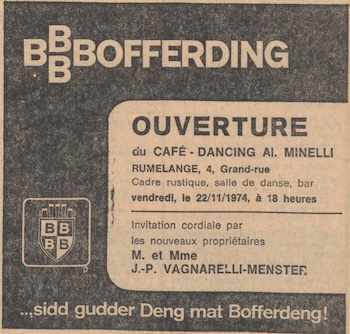 B
BBBOFFERDING
B
OUVERTURE
du CAFÉ - DANCING Al. MINELLI
RUMELANGE, 4, Grand-rue
Cadre rustique, salle de danse, bar
vendredi, le 22/11/1974, à 18 heures
Invitation cordiale par
les nouveaux propriétaires
M. et Mme
J.-P. VAGNARELLI-MENSTER
B
BBB
B
...sidd gudder Deng mat Bofferdeng!